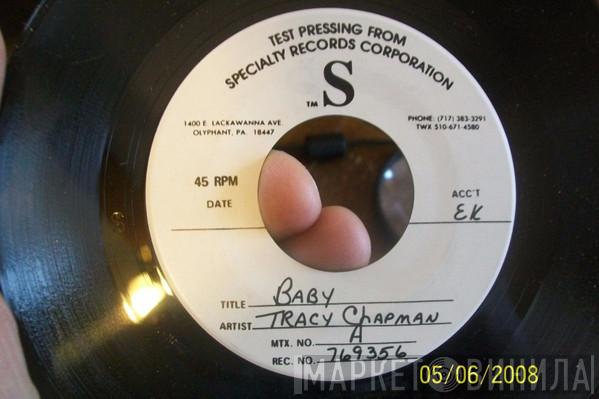 TEST PRESSING FROM
SPECIALTY RECORDS CORPORATION
TM S
1400 E. LACKAWANNA AVE.
OLYPHANT, PA. 18447
PHONE: (717) 383-3291
TWX 510-671-4580
45 RPM
DATE
ACC'T
EK
TITLE BABY
ARTIST TRACY CHAPMAN
MTX. NO. A
REC. NO. 769356
МАРКЕТ ВИНИЛА
05/06/2008